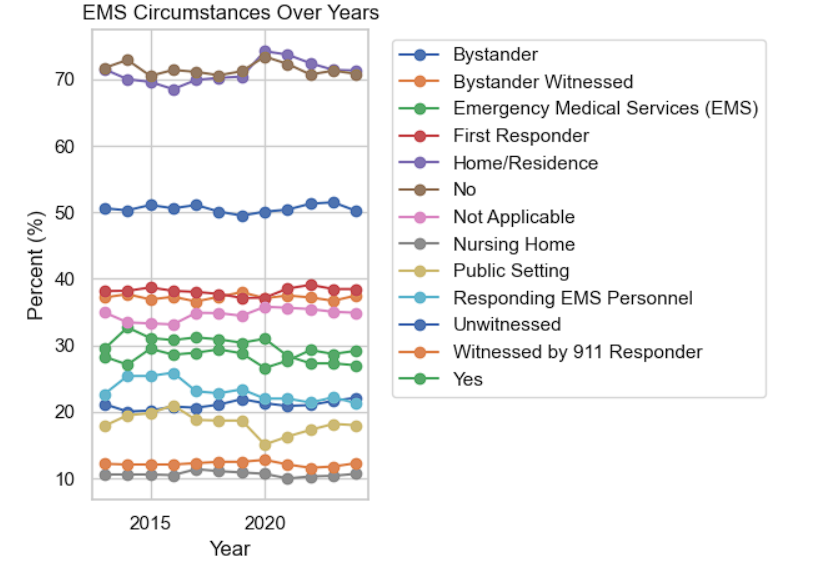 EMS Circumstances Over Years
70
60
50
40
30
20
10
Percent (%)
2015 2020
Year
Bystander
Bystander Witnessed
Emergency Medical Services (EMS)
First Responder
Home/Residence
No
Not Applicable
Nursing Home
Public Setting
Responding EMS Personnel
Unwitnessed
Witnessed by 911 Responder
Yes